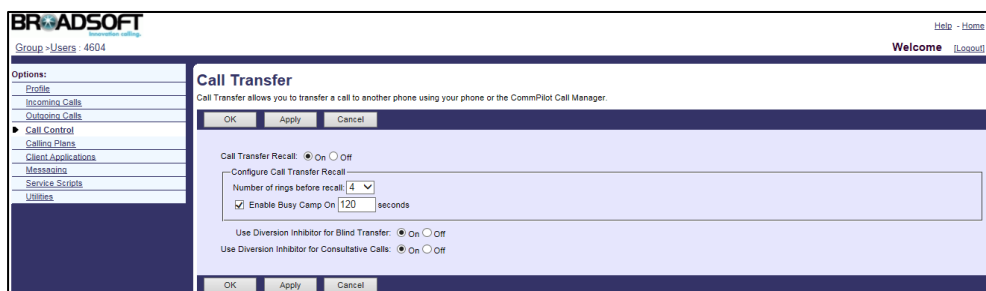 BROADSOFT
Innovation calling.
Help - Home
Group >Users : 4604
Welcome [Logout]
Options:
Profile
Incoming Calls
Outgoing Calls
Call Control
Calling Plans
Client Applications
Messaging
Service Scripts
Utilities
Call Transfer
Call Transfer allows you to transfer a call to another phone using your phone or the CommPilot Call Manager.
OK Apply Cancel
Call Transfer Recall: On Off
Configure Call Transfer Recall
Number of rings before recall: 4
Enable Busy Camp On 120 seconds
Use Diversion Inhibitor for Blind Transfer: On Off
Use Diversion Inhibitor for Consultative Calls: On Off
OK Apply Cancel